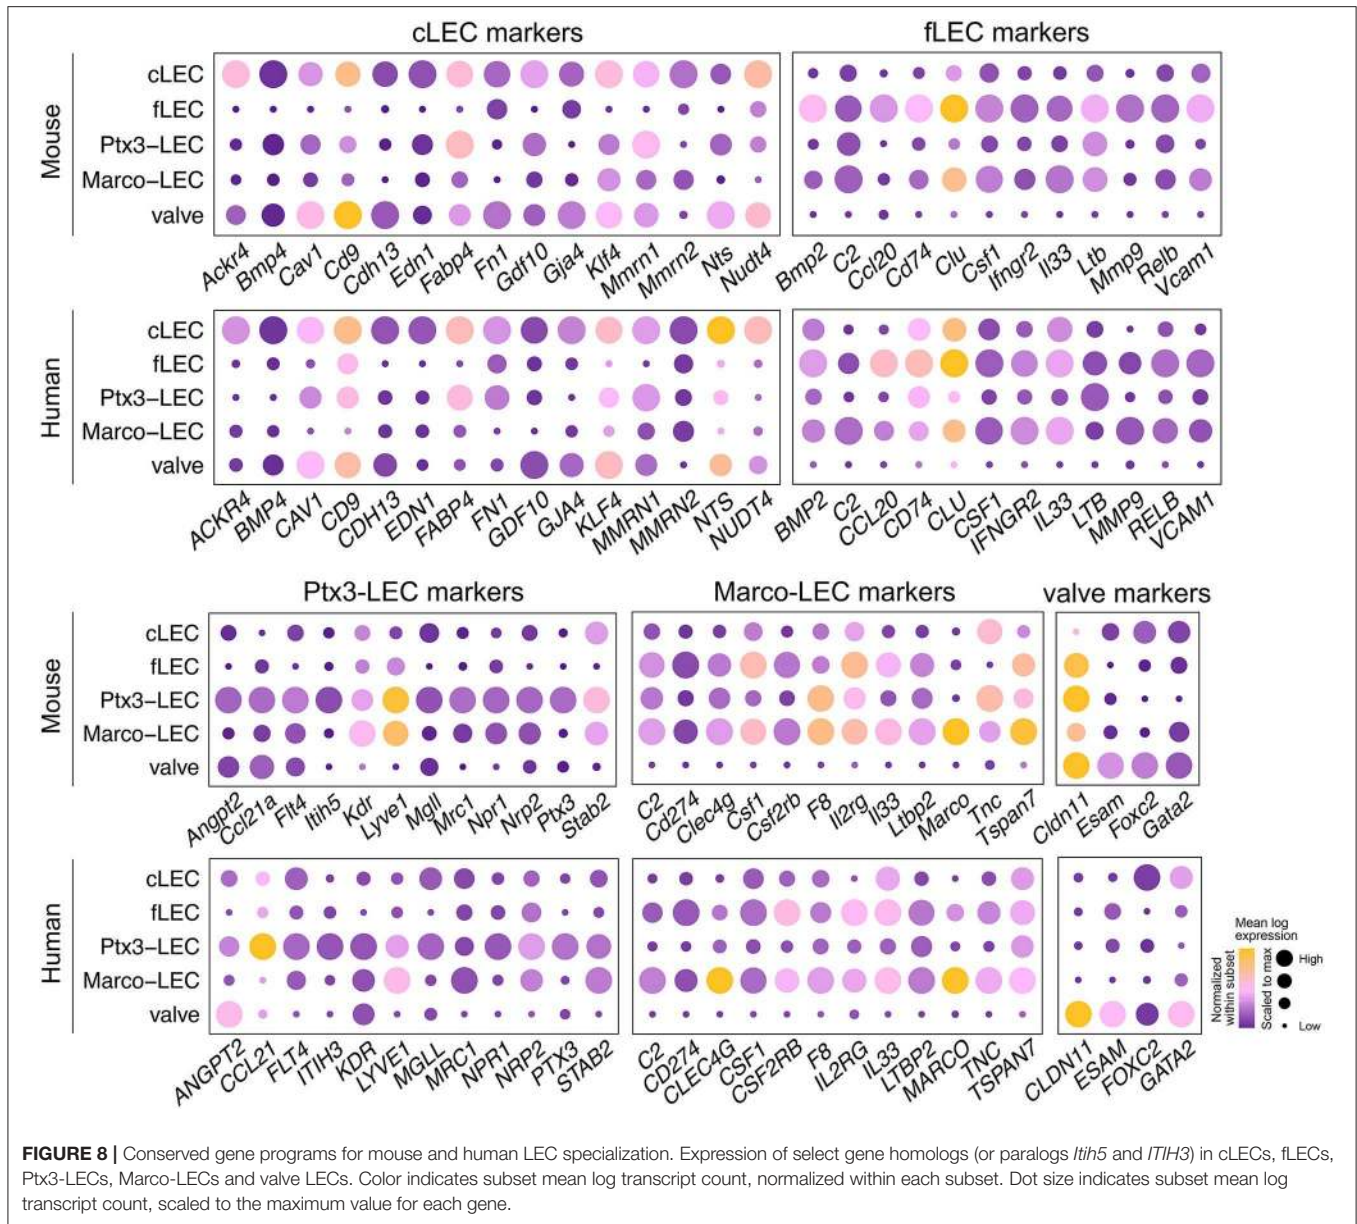 cLEC markers
fLEC markers
Mouse
cLEC
fLEC
Ptx3-LEC
Marco-LEC
valve
Ackr4 Bmp4 Cav1 Cd9 Cdh13 Edn1 Fabp4 Fn1 Gdf10 Gja4 Klf4 Mmrn1 Mmrn2 Nts Nudt4
Bmp2 C2 Ccl20 Cd74 Clu Csf1 Ifngr2 Il33 Ltb Mmp9 Relb Vcam1
Human
cLEC
fLEC
Ptx3-LEC
Marco-LEC
valve
ACKR4 BMP4 CAV1 CD9 CDH13 EDN1 FABP4 FN1 GDF10 GJA4 KLF4 MMRN1 MMRN2 NTS NUDT4
BMP2 C2 CCL20 CD74 CLU CSF1 IFNGR2 IL33 LTB MMP9 RELB VCAM1
Ptx3-LEC markers
Marco-LEC markers
valve markers
Mouse
cLEC
fLEC
Ptx3-LEC
Marco-LEC
valve
Angpt2 Ccl21a Flt4 Itih5 Kdr Lyve1 Mgll Mrc1 Npr1 Nrp2 Ptx3 Stab2
C2 Cd74 Clec4g Csf1 Csf2rb F8 Il2rg Il33 Ltbp2 Marco Tnc Tspan7
Cldn11 Esam Foxc2 Gata2
Human
cLEC
fLEC
Ptx3-LEC
Marco-LEC
valve
ANGPT2 CCL21 FLT4 ITIH3 KDR LYVE1 MGLL MRC1 NPR1 NRP2 PTX3 STAB2
C2 CD74 CLEC4G CSF1 CSF2RB F8 IL2RG IL33 LTBP2 MARCO TNC TSPAN7
CLDN11 ESAM FOXC2 GATA2
Mean log
expression
Normalized
within subset
Scaled to max
High
Low
FIGURE 8 | Conserved gene programs for mouse and human LEC specialization. Expression of select gene homologs (or paralogs Itih5 and ITIH3) in cLECs, fLECs,
Ptx3-LECs, Marco-LECs and valve LECs. Color indicates subset mean log transcript count, normalized within each subset. Dot size indicates subset mean log
transcript count, scaled to the maximum value for each gene.